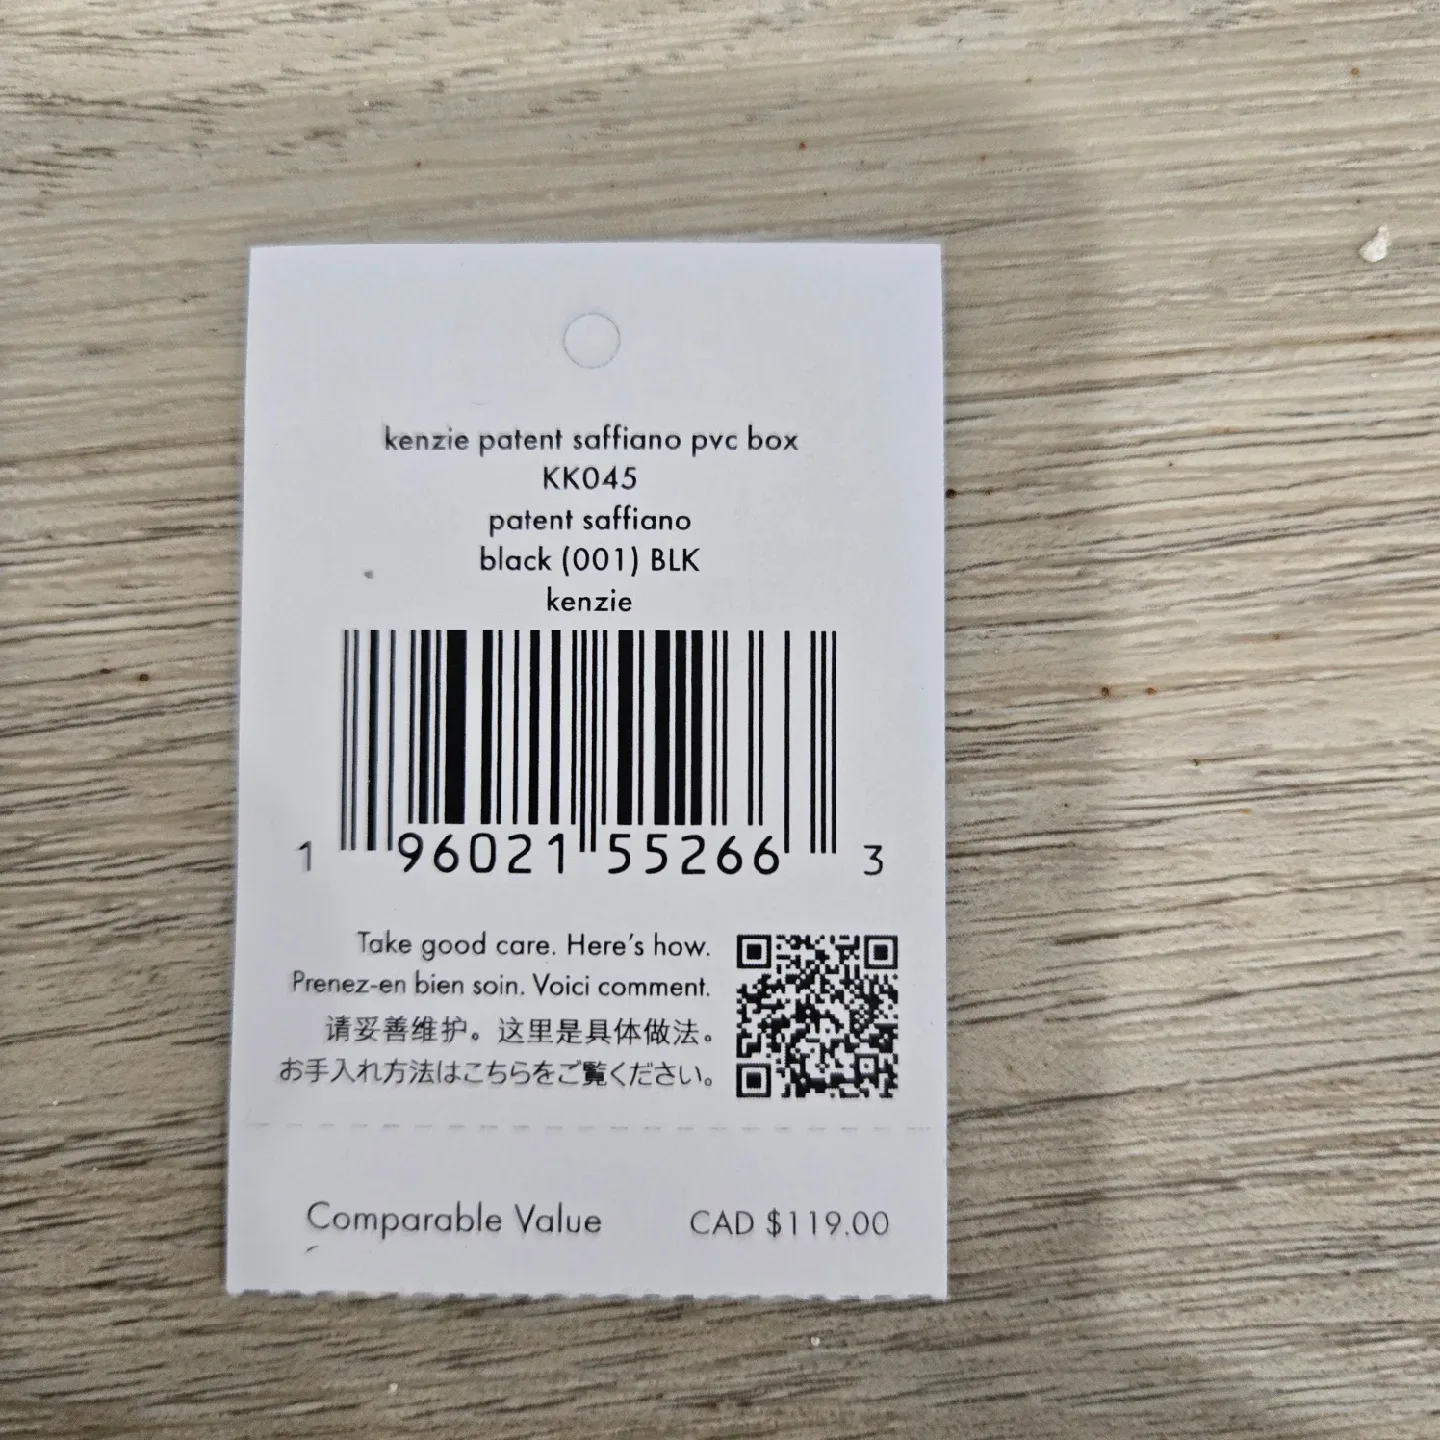 kenzie patent saffiano pvc box
KK045
patent saffiano
black (001) BLK
kenzie
1 96021 55266 3
Take good care. Here's how.
Prenez-en bien soin. Voici comment.
请妥善维护。这里是具体做法。
お手入れ方法はこちらをご覧ください。
Comparable Value CAD $119.00